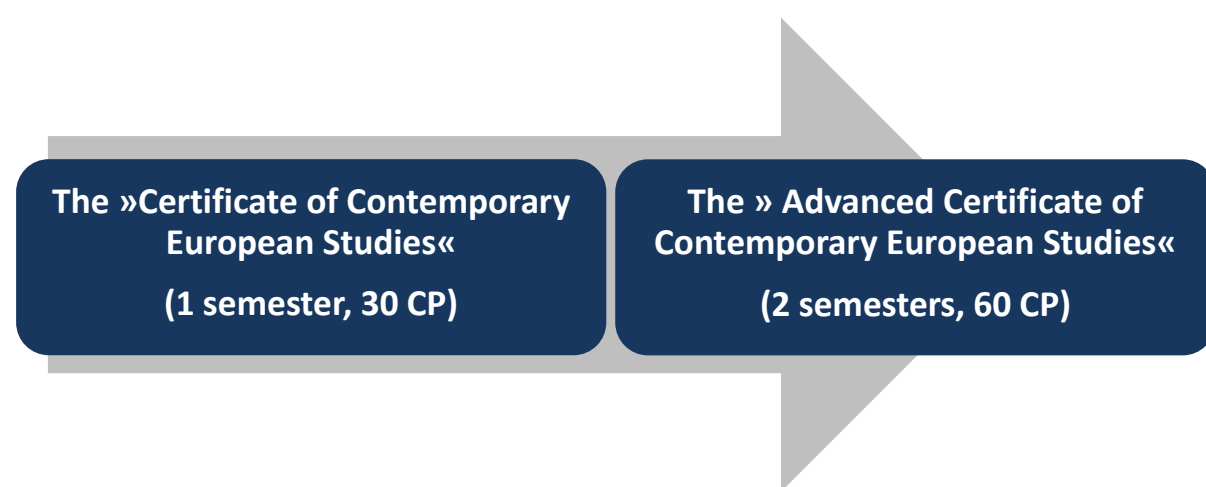 The »Certificate of Contemporary
European Studies«
(1 semester, 30 CP)
The » Advanced Certificate of
Contemporary European Studies«
(2 semesters, 60 CP)